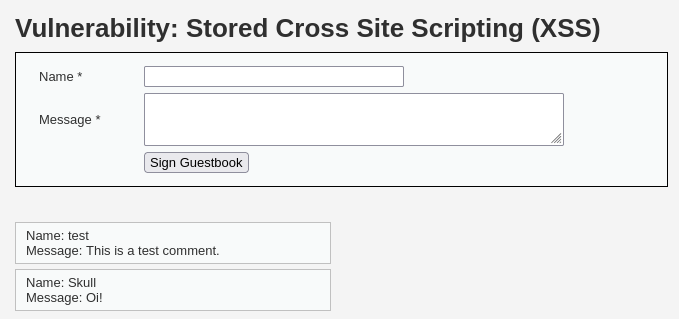 Vulnerability: Stored Cross Site Scripting (XSS)
Name *
Message *
Sign Guestbook
Name: test
Message: This is a test comment.
Name: Skull
Message: Oi!